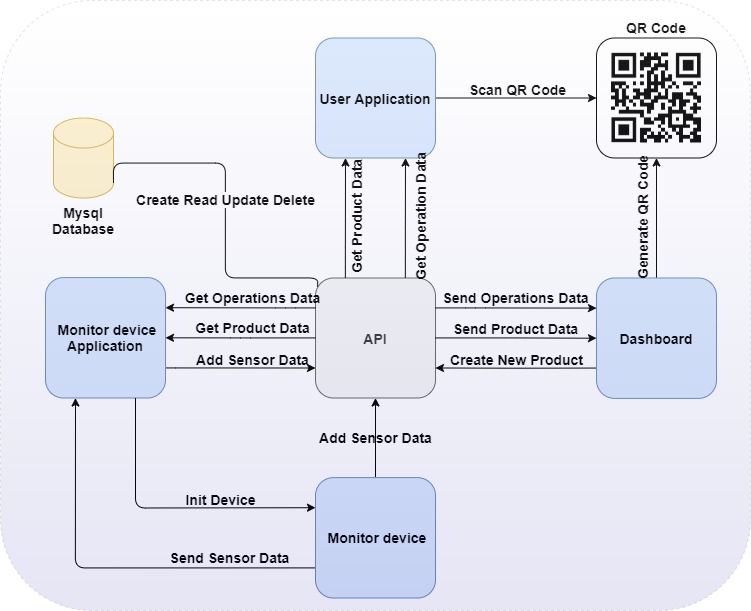 QR Code
User Application
Scan QR Code
Mysql
Database
Create Read Update Delete
Get Product Data
Get Operation Data
Generate QR Code
Get Operations Data
Send Operations Data
Monitor device
Application
Get Product Data
API
Send Product Data
Dashboard
Add Sensor Data
Create New Product
Add Sensor Data
Init Device
Monitor device
Send Sensor Data